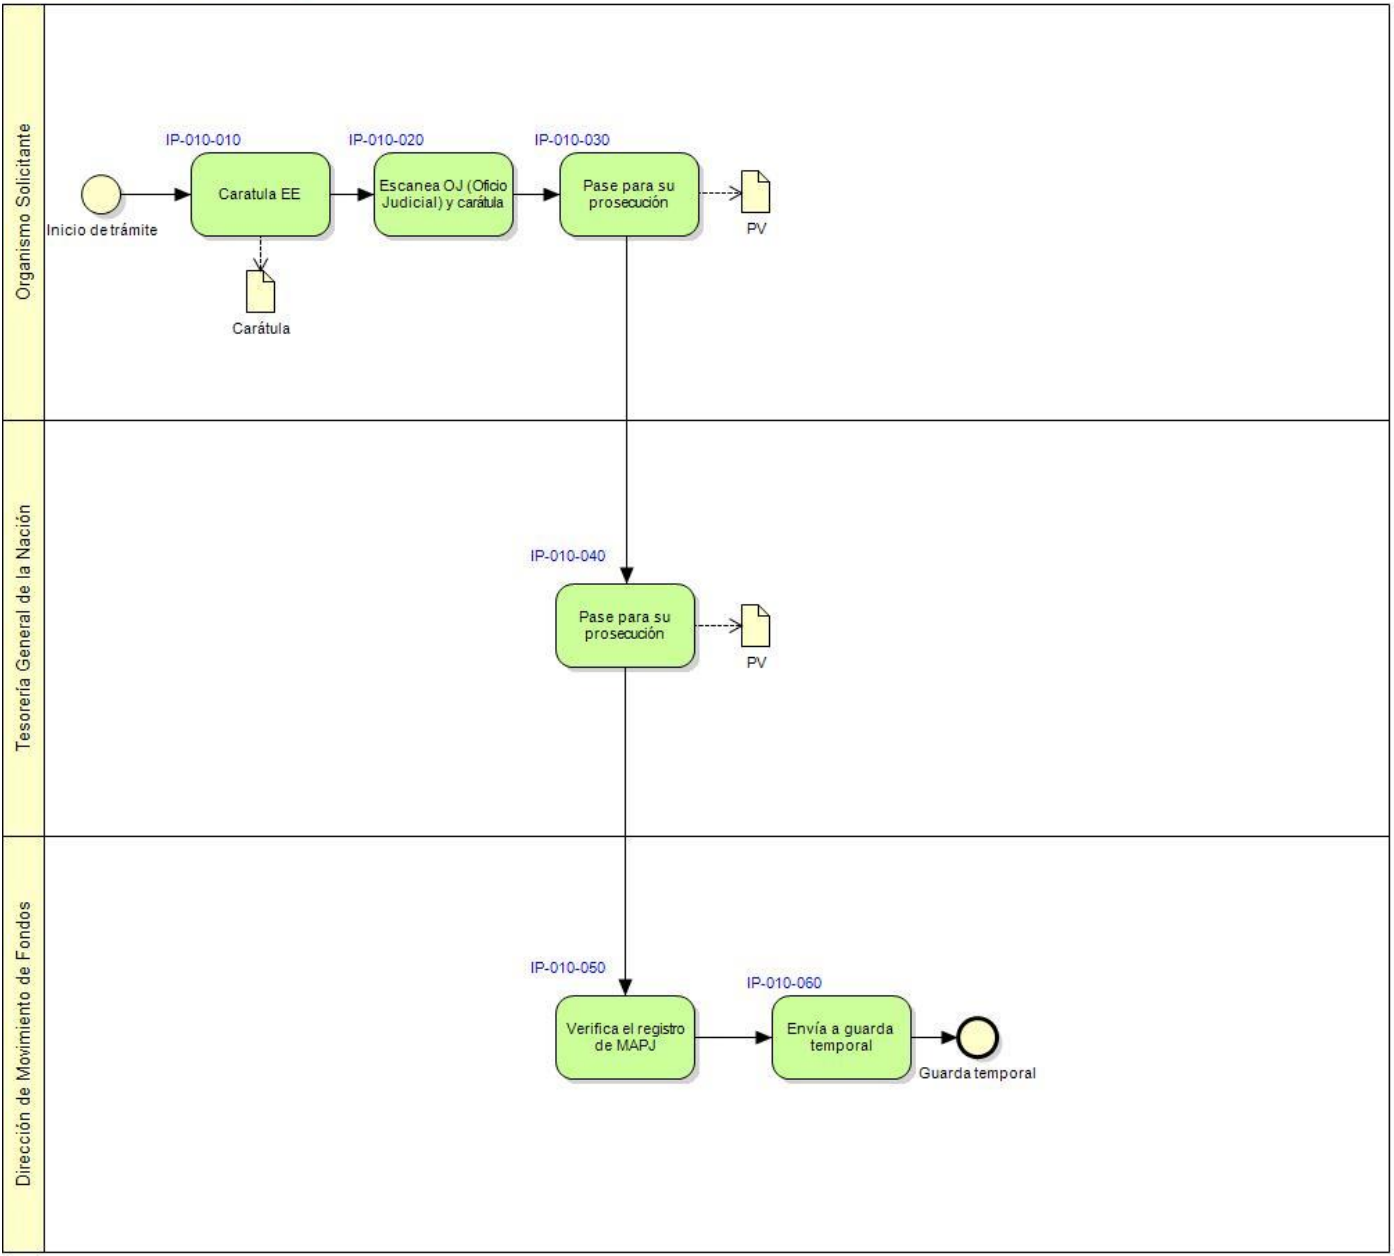 Organismo Solicitante
IP-010-010
IP-010-020
IP-010-030
Caratula EE
Escanea OJ (Oficio
Judicial) y carátula
Pase para su
prosecución
Inicio de trámite
PV
Carátula
Tesorería General de la Nación
IP-010-040
Pase para su
prosecución
PV
Dirección de Movimiento de Fondos
IP-010-050
IP-010-060
Verifica el registro
de MAPJ
Envía a guarda
temporal
Guarda temporal